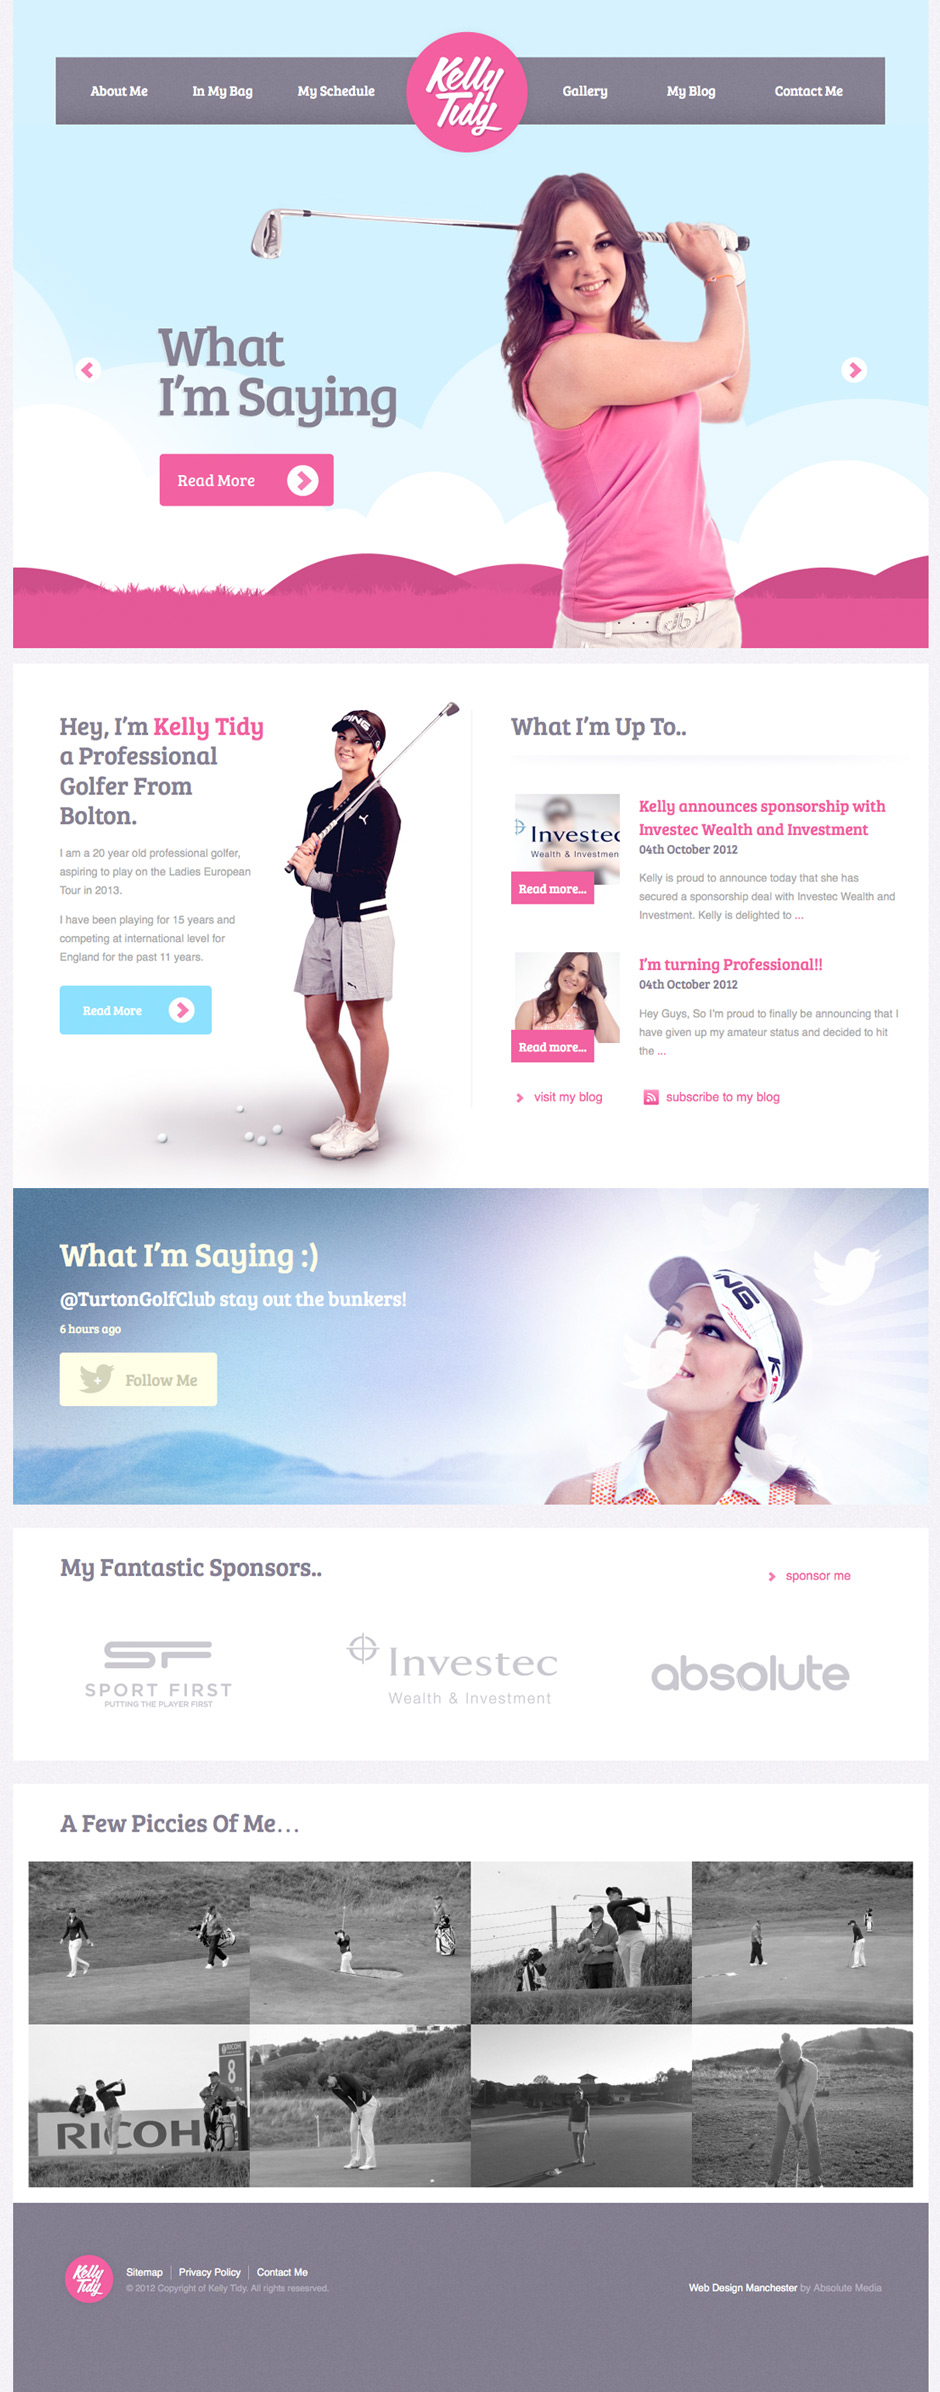 About Me
In My Bag
My Schedule
Kelly
Tidy
Gallery
My Blog
Contact Me
What
I'm Saying
Read More
Hey, I'm Kelly Tidy
a Professional
Golfer From
Bolton.
I am a 20 year old professional golfer,
aspiring to play on the Ladies European
Tour in 2013.
I have been playing for 15 years and
competing at international level for
England for the past 11 years.
Read More
PING
What I'm Up To..
Investec
Wealth & Investmen
Read more...
Kelly announces sponsorship with
Investec Wealth and Investment
04th October 2012
Kelly is proud to announce today that she has
secured a sponsorship deal with Investec Wealth and
Investment. Kelly is delighted to ...
Read more...
I'm turning Professional!!
04th October 2012
Hey Guys, So I'm proud to finally be announcing that I
have given up my amateur status and decided to hit
the ...
visit my blog
subscribe to my blog
What I'm Saying :)
@TurtonGolfClub stay out the bunkers!
6 hours ago
Follow Me
NG
K15
My Fantastic Sponsors..
sponsor me
SF
SPORT FIRST
PUTTING THE PLAYER FIRST
Investec
Wealth & Investment
absolute
A Few Piccies Of Me...
RICOH
8
RICOH
Kelly
Tidy
Sitemap
Privacy Policy
Contact Me
© 2012 Copyright of Kelly Tidy. All rights resesrved.
Web Design Manchester by Absolute Media